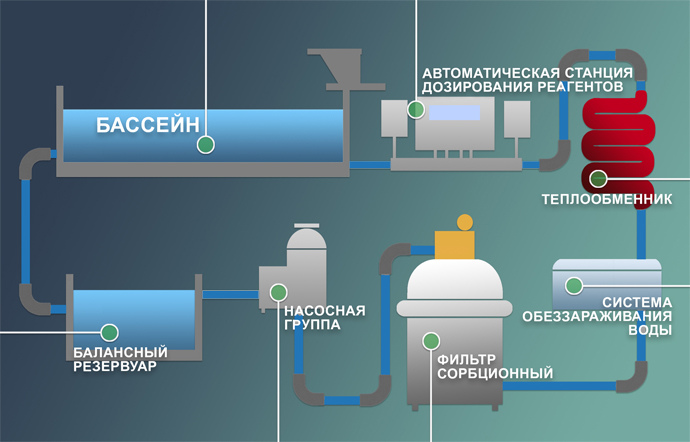 АВТОМАТИЧЕСКАЯ СТАНЦИЯ
ДОЗИРОВАНИЯ РЕАГЕНТОВ
БАССЕЙН
ТЕПЛООБМЕННИК
НАСОСНАЯ
ГРУППА
СИСТЕМА
ОБЕЗЗАРАЖИВАНИЯ
ВОДЫ
БАЛАНСНЫЙ
РЕЗЕРВУАР
ФИЛЬТР
СОРБЦИОННЫЙ